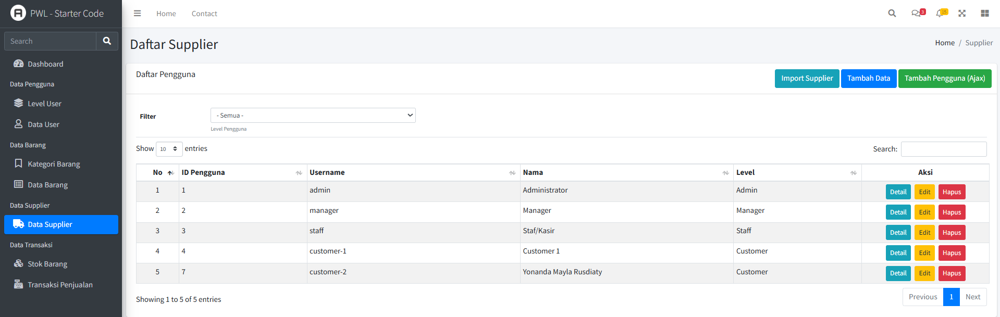 PWL - Starter Code
Home Contact 3 15
Search
Dashboard
Data Pengguna
Level User
Data User
Data Barang
Kategori Barang
Data Barang
Data Supplier
Data Supplier
Data Transaksi
Stok Barang
Transaksi Penjualan
Daftar Supplier
Home / Supplier
Daftar Pengguna
Import Supplier Tambah Data Tambah Pengguna (Ajax)
Filter - Semua -
Level Pengguna
Show 10 entries Search:
No ID Pengguna Username Nama Level Aksi
1 1 admin Administrator Admin Detail Edit Hapus
2 2 manager Manager Manager Detail Edit Hapus
3 3 staff Staf/Kasir Staff Detail Edit Hapus
4 4 customer-1 Customer 1 Customer Detail Edit Hapus
5 7 customer-2 Yonanda Mayla Rusdiaty Customer Detail Edit Hapus
Showing 1 to 5 of 5 entries
Previous 1 Next